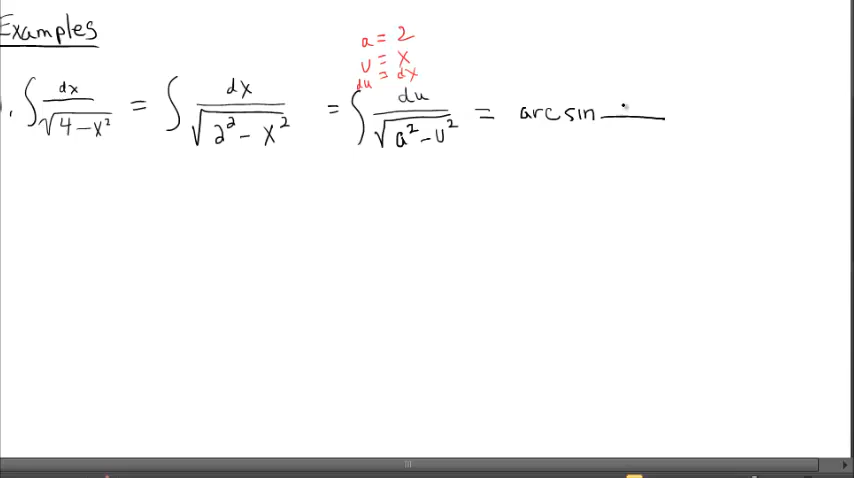 Examples
a = 2
u = x
du = dx
. ∫ dx/√(4 − x²) = ∫ dx/√(2² − x²) = ∫ du/√(a² − u²) = arcsin